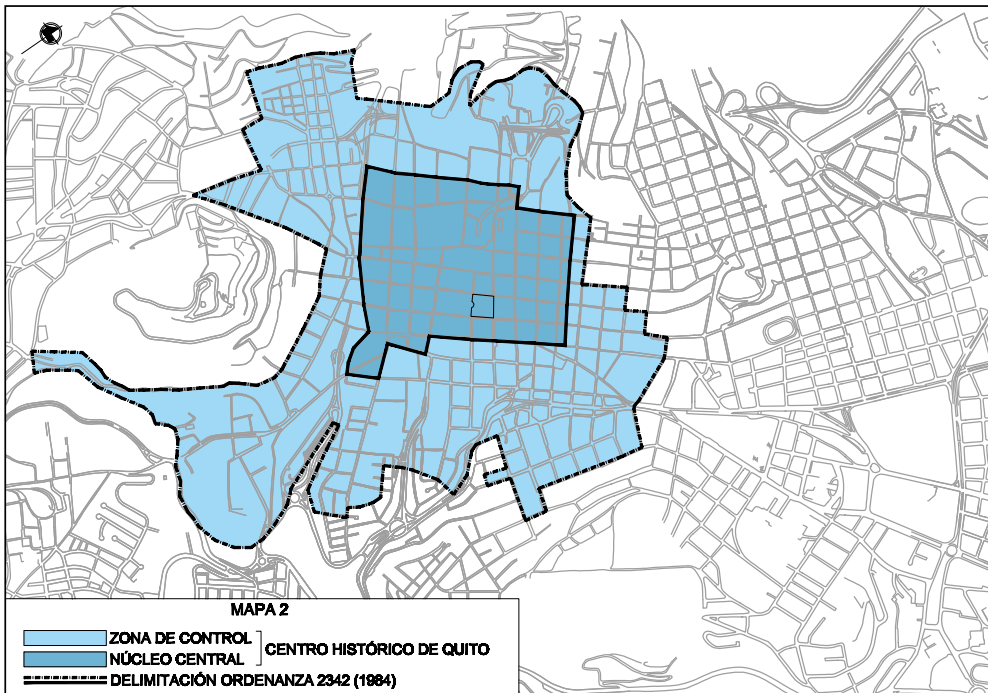 MAPA 2
ZONA DE CONTROL
NÚCLEO CENTRAL
CENTRO HISTÓRICO DE QUITO
DELIMITACIÓN ORDENANZA 2342 (1984)